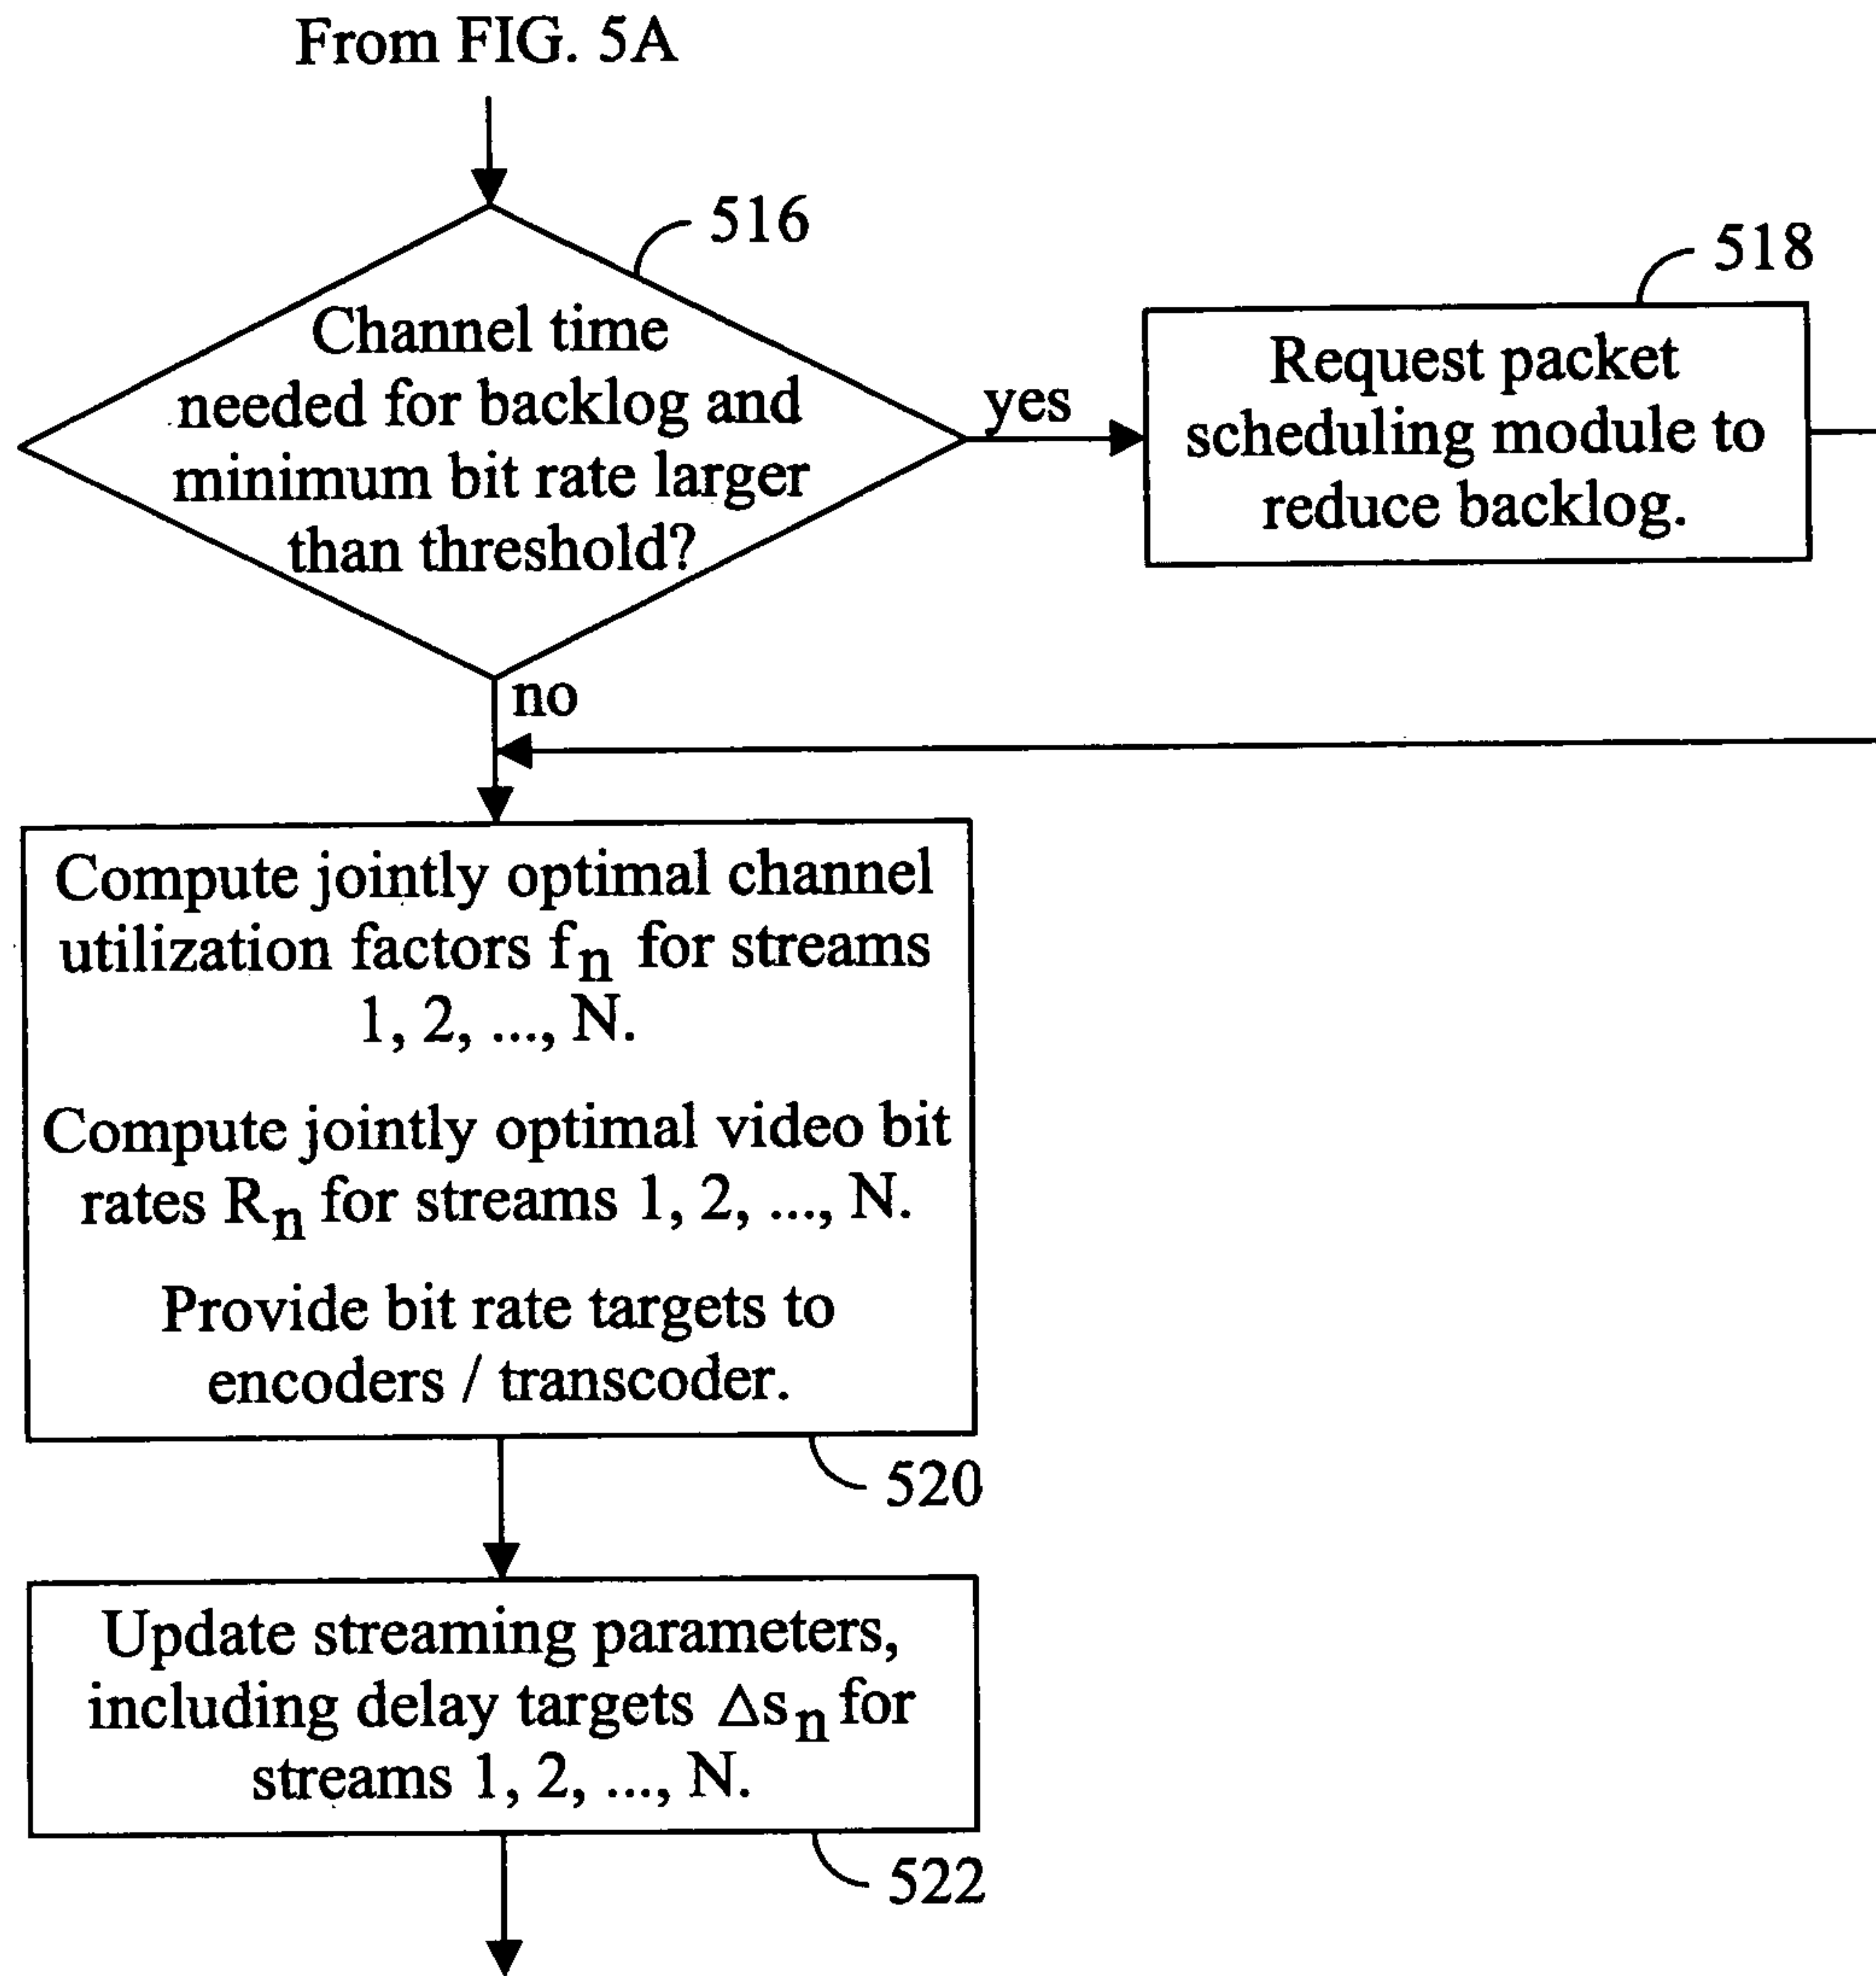 From FIG. 5A
516
Channel time
needed for backlog and
minimum bit rate larger
than threshold?
yes
518
Request packet
scheduling module to
reduce backlog.
no
Compute jointly optimal channel
utilization factors fn for streams
1, 2, ..., N.
Compute jointly optimal video bit
rates Rn for streams 1, 2, ..., N.
Provide bit rate targets to
encoders / transcoder.
520
Update streaming parameters,
including delay targets Δsn for
streams 1, 2, ..., N.
522